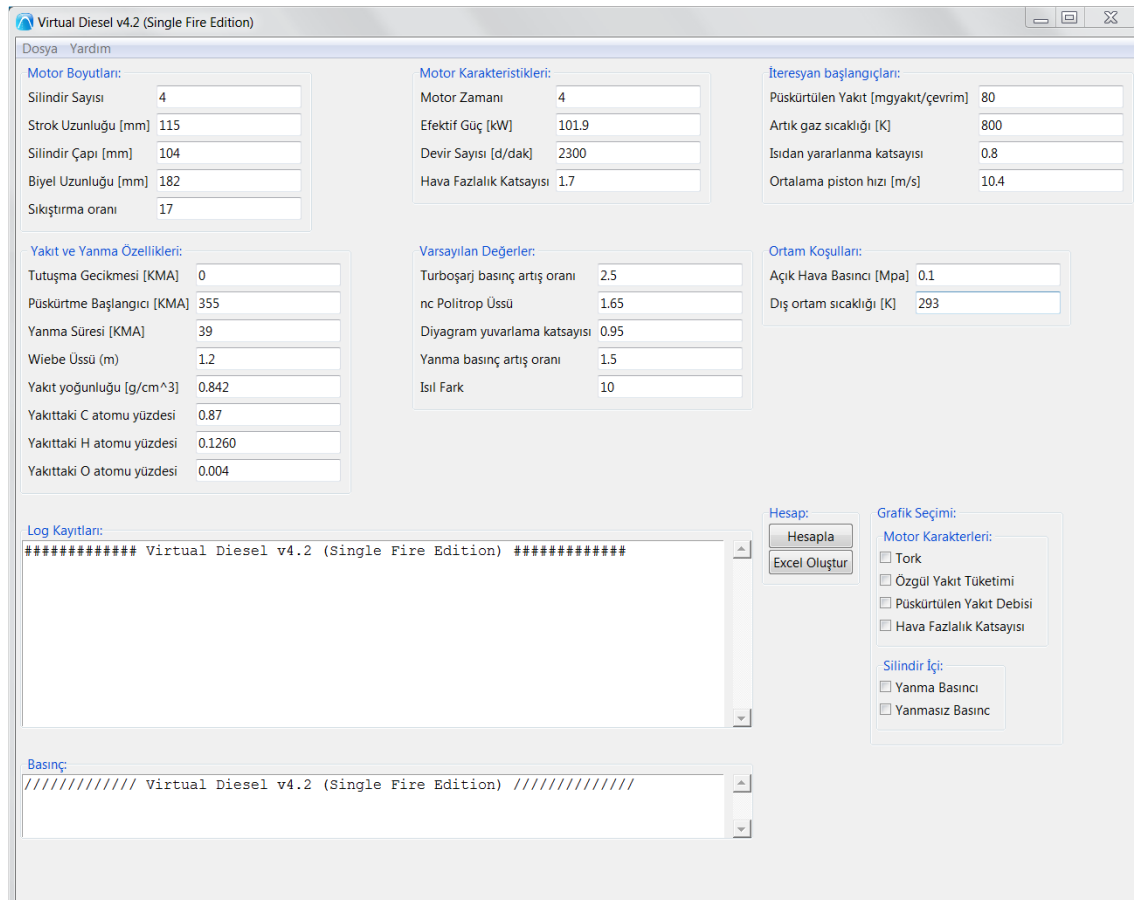 Virtual Diesel v4.2 (Single Fire Edition)
Dosya Yardım
Motor Boyutları:
Silindir Sayısı 4
Strok Uzunluğu [mm] 115
Silindir Çapı [mm] 104
Biyel Uzunluğu [mm] 182
Sıkıştırma oranı 17
Motor Karakteristikleri:
Motor Zamanı 4
Efektif Güç [kW] 101.9
Devir Sayısı [d/dak] 2300
Hava Fazlalık Katsayısı 1.7
İteresyan başlangıçları:
Püskürtülen Yakıt [mgyakıt/çevrim] 80
Artık gaz sıcaklığı [K] 800
Isıdan yararlanma katsayısı 0.8
Ortalama piston hızı [m/s] 10.4
Yakıt ve Yanma Özellikleri:
Tutuşma Gecikmesi [KMA] 0
Püskürtme Başlangıcı [KMA] 355
Yanma Süresi [KMA] 39
Wiebe Üssü (m) 1.2
Yakıt yoğunluğu [g/cm^3] 0.842
Yakıttaki C atomu yüzdesi 0.87
Yakıttaki H atomu yüzdesi 0.1260
Yakıttaki O atomu yüzdesi 0.004
Varsayılan Değerler:
Turboşarj basınç artış oranı 2.5
nc Politrop Üssü 1.65
Diyagram yuvarlama katsayısı 0.95
Yanma basınç artış oranı 1.5
Isıl Fark 10
Ortam Koşulları:
Açık Hava Basıncı [Mpa] 0.1
Dış ortam sıcaklığı [K] 293
Log Kayıtları:
############# Virtual Diesel v4.2 (Single Fire Edition) #############
Hesap:
Hesapla
Excel Oluştur
Grafik Seçimi:
Motor Karakterleri:
Tork
Özgül Yakıt Tüketimi
Püskürtülen Yakıt Debisi
Hava Fazlalık Katsayısı
Silindir İçi:
Yanma Basıncı
Yanmasız Basınc
Basınç:
///////////// Virtual Diesel v4.2 (Single Fire Edition) //////////////